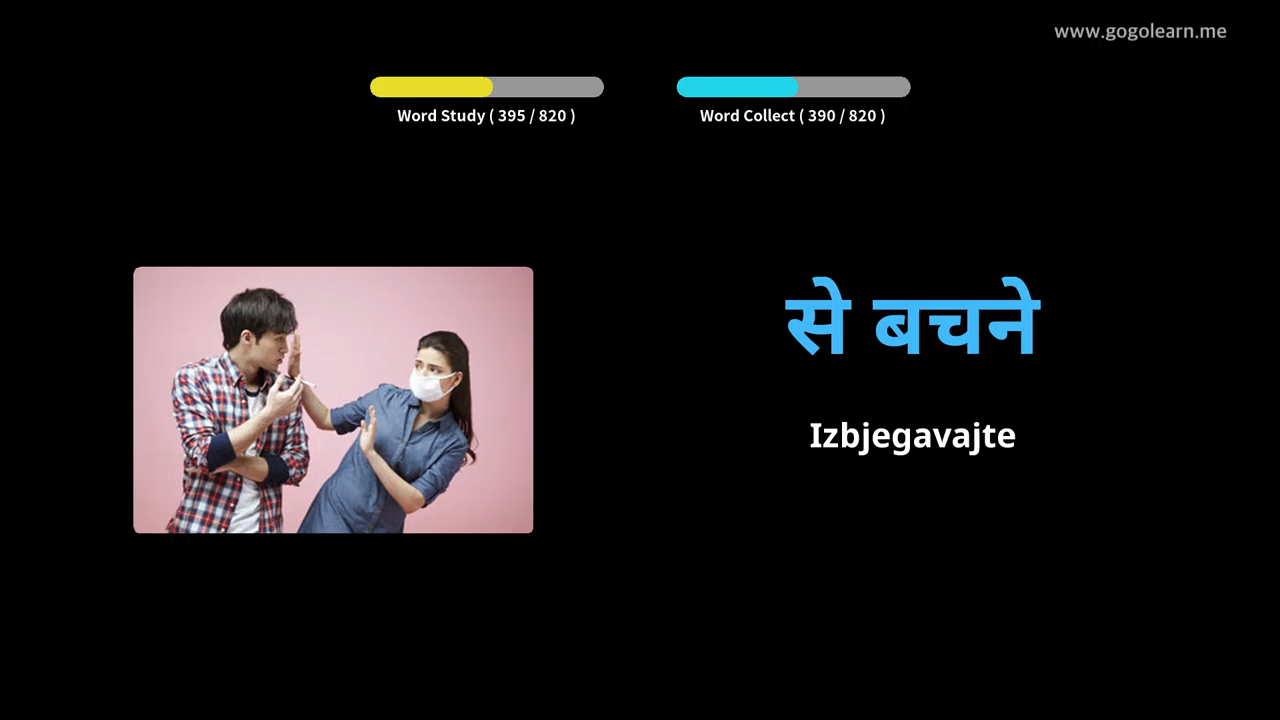 www.gogolearn.me
Word Study ( 395 / 820 )
Word Collect ( 390 / 820 )
से बचने
Izbjegavajte